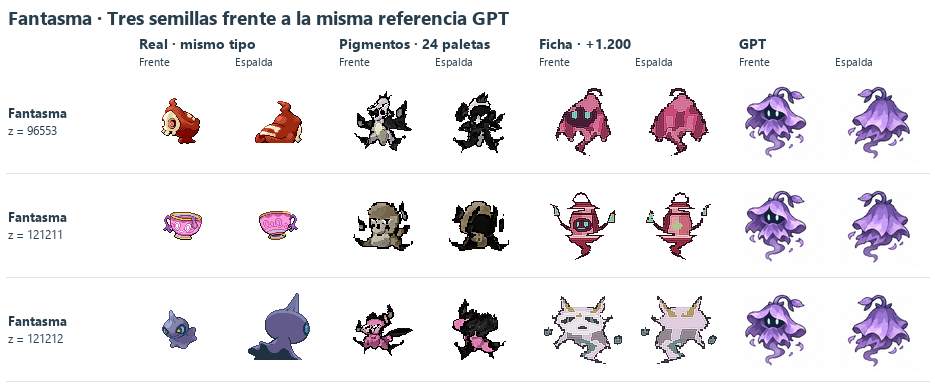 Fantasma · Tres semillas frente a la misma referencia GPT
Real · mismo tipo Pigmentos · 24 paletas Ficha · +1.200 GPT
Frente Espalda Frente Espalda Frente Espalda Frente Espalda
Fantasma
z = 96553
Fantasma
z = 121211
Fantasma
z = 121212